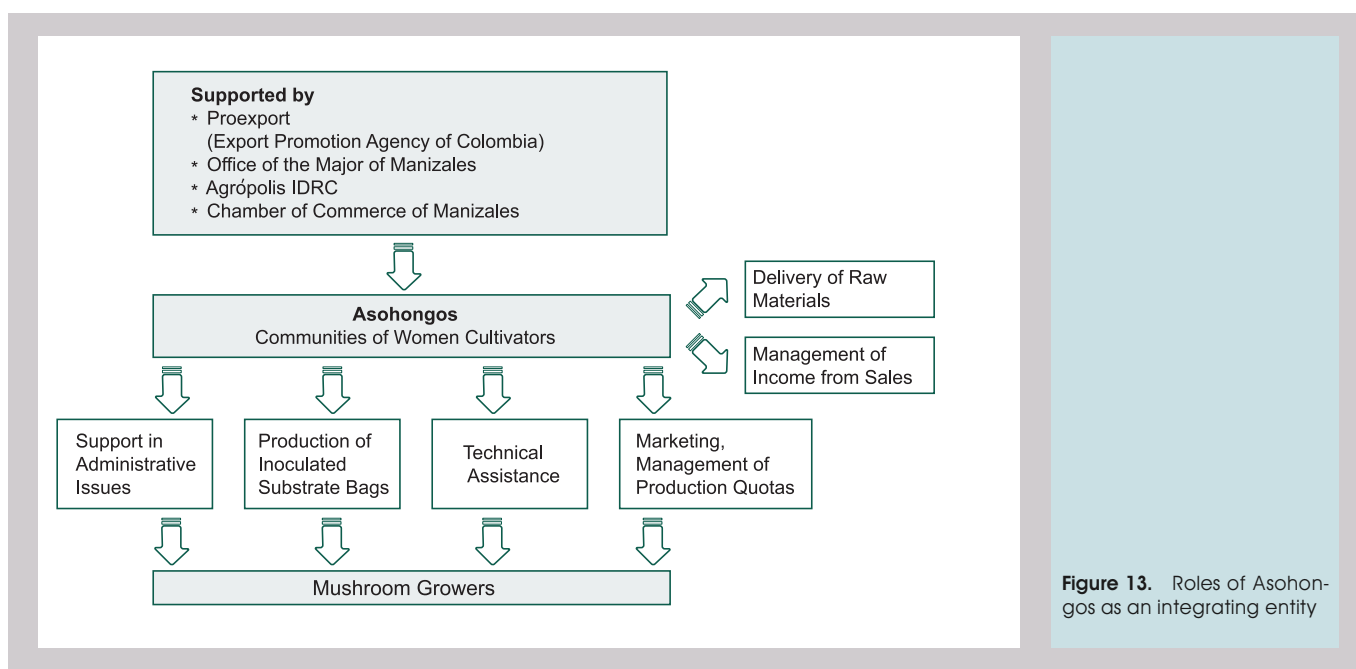 Supported by
* Proexport
(Export Promotion Agency of Colombia)
* Office of the Major of Manizales
* Agrópolis IDRC
* Chamber of Commerce of Manizales
Asohongos
Communities of Women Cultivators
Delivery of Raw
Materials
Management of
Income from Sales
Support in
Administrative
Issues
Production of
Inoculated
Substrate Bags
Technical
Assistance
Marketing,
Management of
Production Quotas
Mushroom Growers
Figure 13. Roles of Asohon-
gos as an integrating entity